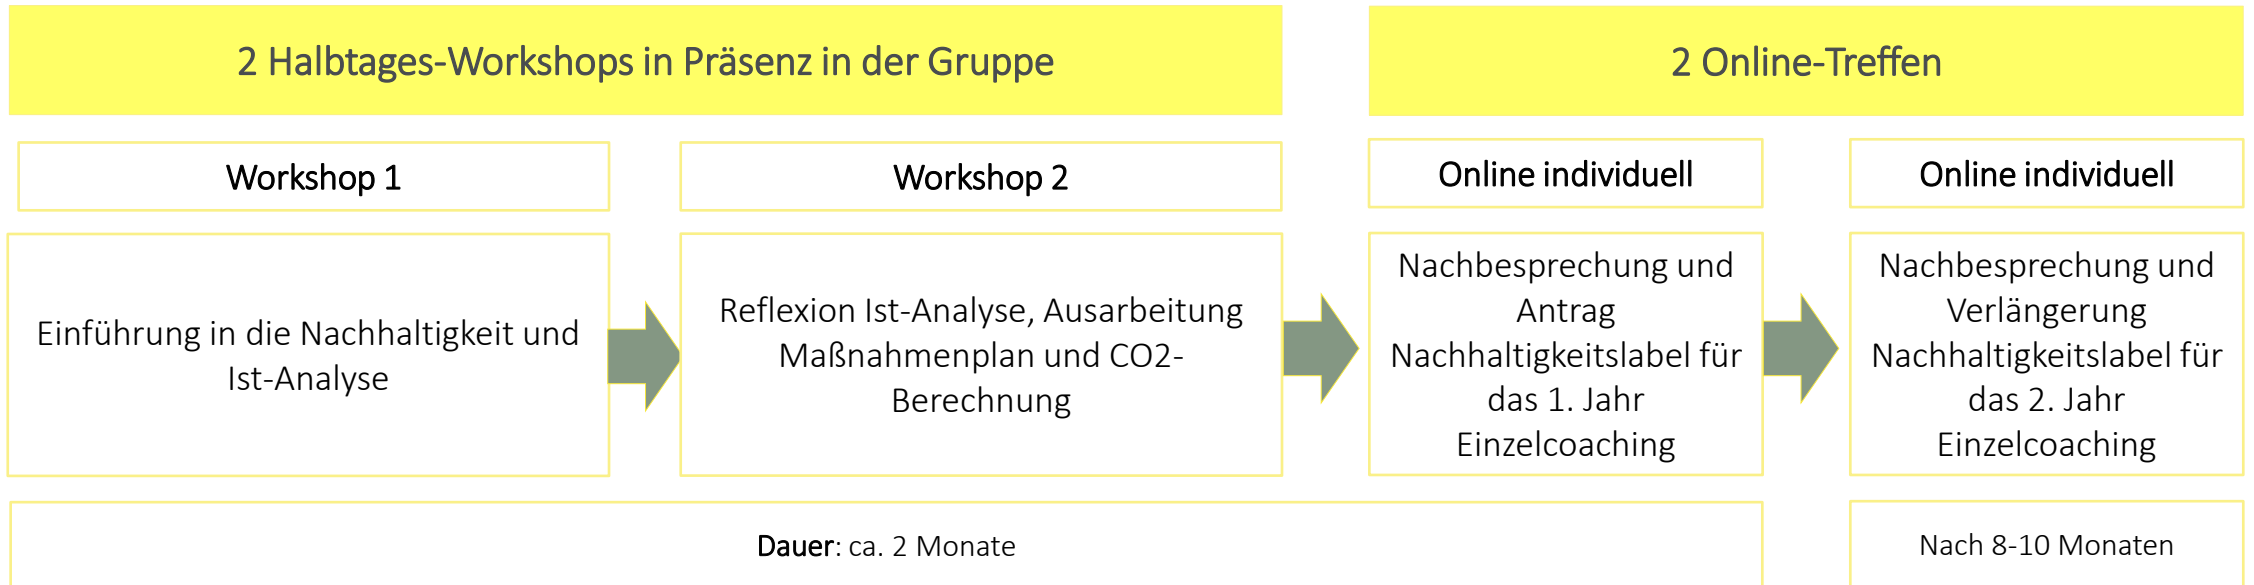 2 Halbtages-Workshops in Präsenz in der Gruppe
2 Online-Treffen
Workshop 1
Workshop 2
Online individuell
Online individuell
Einführung in die Nachhaltigkeit und
Ist-Analyse
Reflexion Ist-Analyse, Ausarbeitung
Maßnahmenplan und CO2-
Berechnung
Nachbesprechung und
Antrag
Nachhaltigkeitslabel für
das 1. Jahr
Einzelcoaching
Nachbesprechung und
Verlängerung
Nachhaltigkeitslabel für
das 2. Jahr
Einzelcoaching
Dauer: ca. 2 Monate
Nach 8-10 Monaten